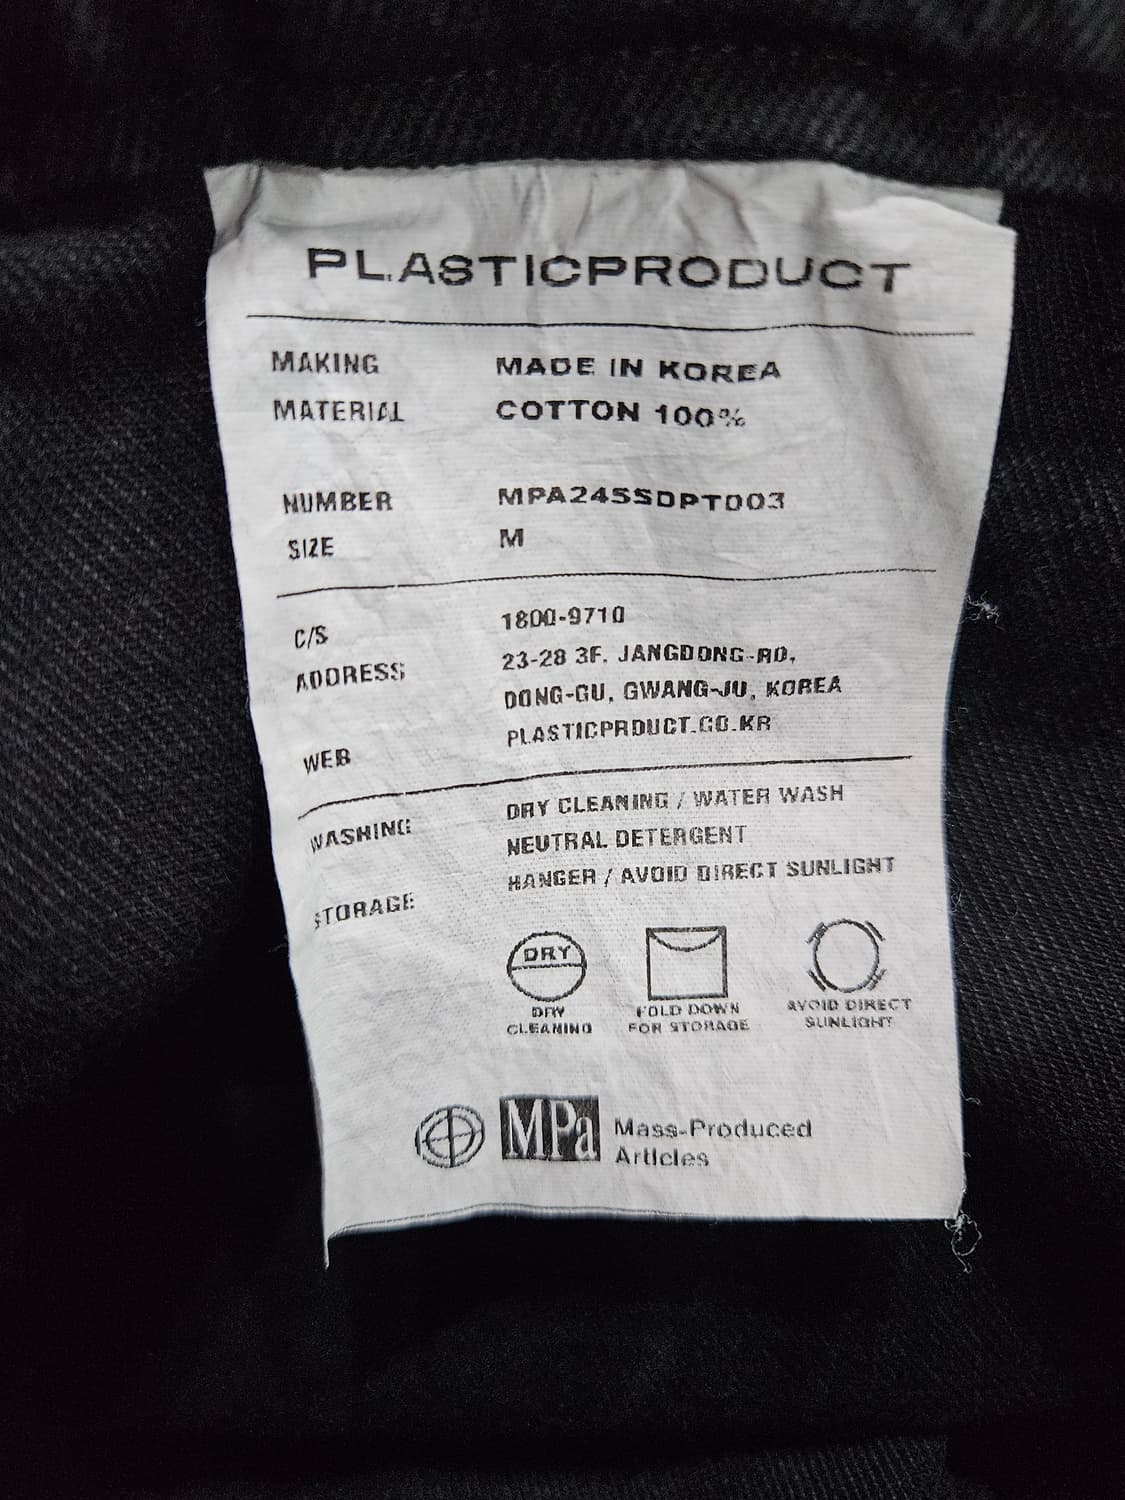 PLASTICPRODUCT
MAKING MADE IN KOREA
MATERIAL COTTON 100%
NUMBER MPA24SSDPT003
SIZE M
C/S 1800-9710
ADDRESS 23-28 3F. JANGDONG-RO,
DONG-GU, GWANG-JU, KOREA
WEB PLASTICPRDUCT.CO.KR
WASHING DRY CLEANING / WATER WASH
NEUTRAL DETERGENT
STORAGE HANGER / AVOID DIRECT SUNLIGHT
DRY
DRY
CLEANING
FOLD DOWN
FOR STORAGE
AVOID DIRECT
SUNLIGHT
MPa Mass-Produced
Articles